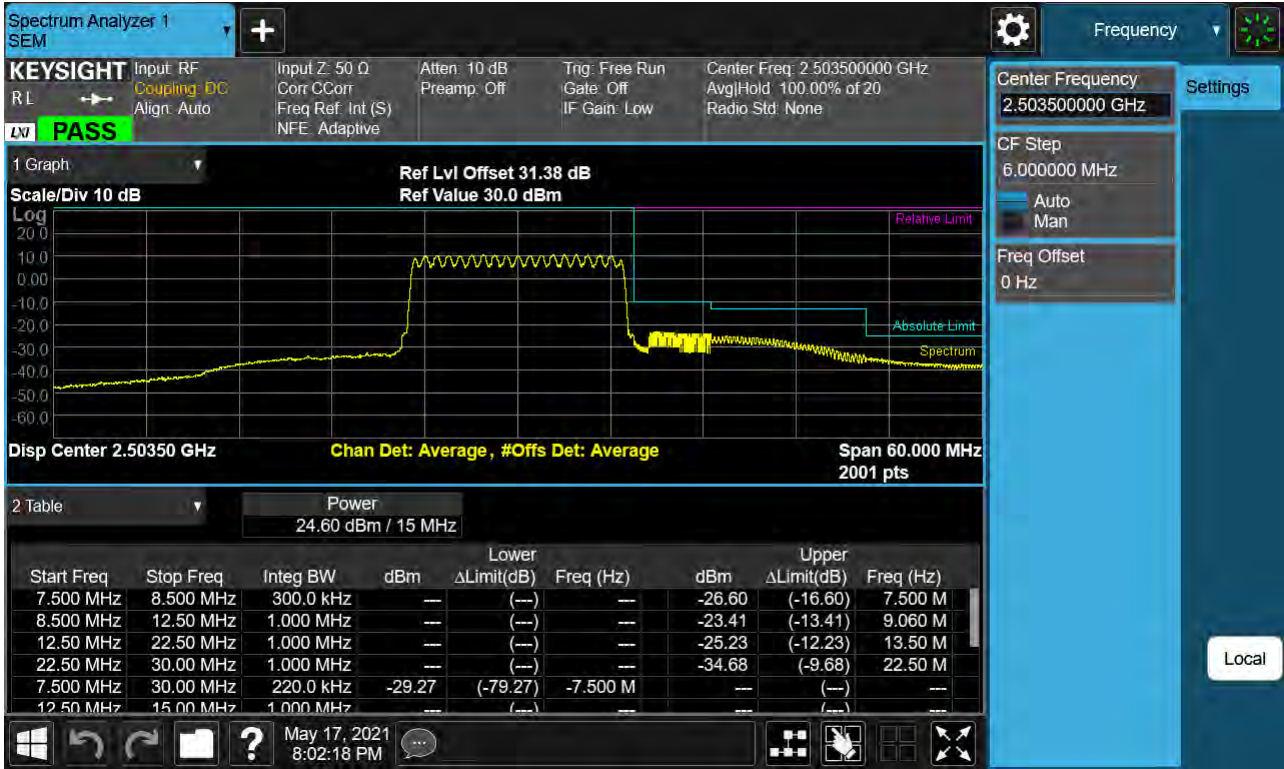 Spectrum Analyzer 1
SEM
Frequency
KEYSIGHT
RL
LXI PASS
Input: RF
Coupling: DC
Align: Auto
Input Z: 50 Ω
Corr CCorr
Freq Ref: Int (S)
NFE: Adaptive
Atten: 10 dB
Preamp: Off
Trig: Free Run
Gate: Off
IF Gain: Low
Center Freq: 2.503500000 GHz
Avg|Hold: 100.00% of 20
Radio Std: None
Center Frequency
2.503500000 GHz
Settings
CF Step
6.000000 MHz
Auto
Man
Freq Offset
0 Hz
1 Graph
Ref Lvl Offset 31.38 dB
Scale/Div 10 dB
Ref Value 30.0 dBm
Log
20.0
10.0
0.00
-10.0
-20.0
-30.0
-40.0
-50.0
-60.0
Relative Limit
Absolute Limit
Spectrum
Disp Center 2.50350 GHz
Chan Det: Average, #Offs Det: Average
Span 60.000 MHz
2001 pts
2 Table
Power
24.60 dBm / 15 MHz
Lower Upper
Start Freq Stop Freq Integ BW dBm ΔLimit(dB) Freq (Hz) dBm ΔLimit(dB) Freq (Hz)
7.500 MHz 8.500 MHz 300.0 kHz --- (---) --- -26.60 (-16.60) 7.500 M
8.500 MHz 12.50 MHz 1.000 MHz --- (---) --- -23.41 (-13.41) 9.060 M
12.50 MHz 22.50 MHz 1.000 MHz --- (---) --- -25.23 (-12.23) 13.50 M
22.50 MHz 30.00 MHz 1.000 MHz --- (---) --- -34.68 (-9.68) 22.50 M
7.500 MHz 30.00 MHz 220.0 kHz -29.27 (-79.27) -7.500 M --- (---) ---
12.50 MHz 15.00 MHz 1.000 MHz --- (---) --- --- (---) ---
Local
?
May 17, 2021
8:02:18 PM